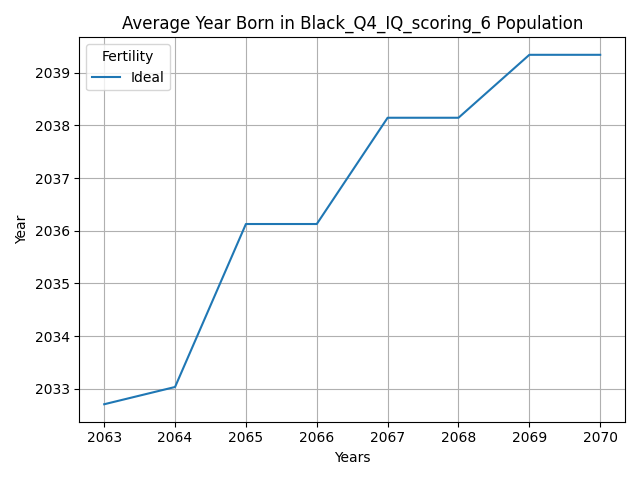 Average Year Born in Black_Q4_IQ_scoring_6 Population
Fertility
Ideal
2039
2038
2037
2036
2035
2034
2033
Year
2063 2064 2065 2066 2067 2068 2069 2070
Years